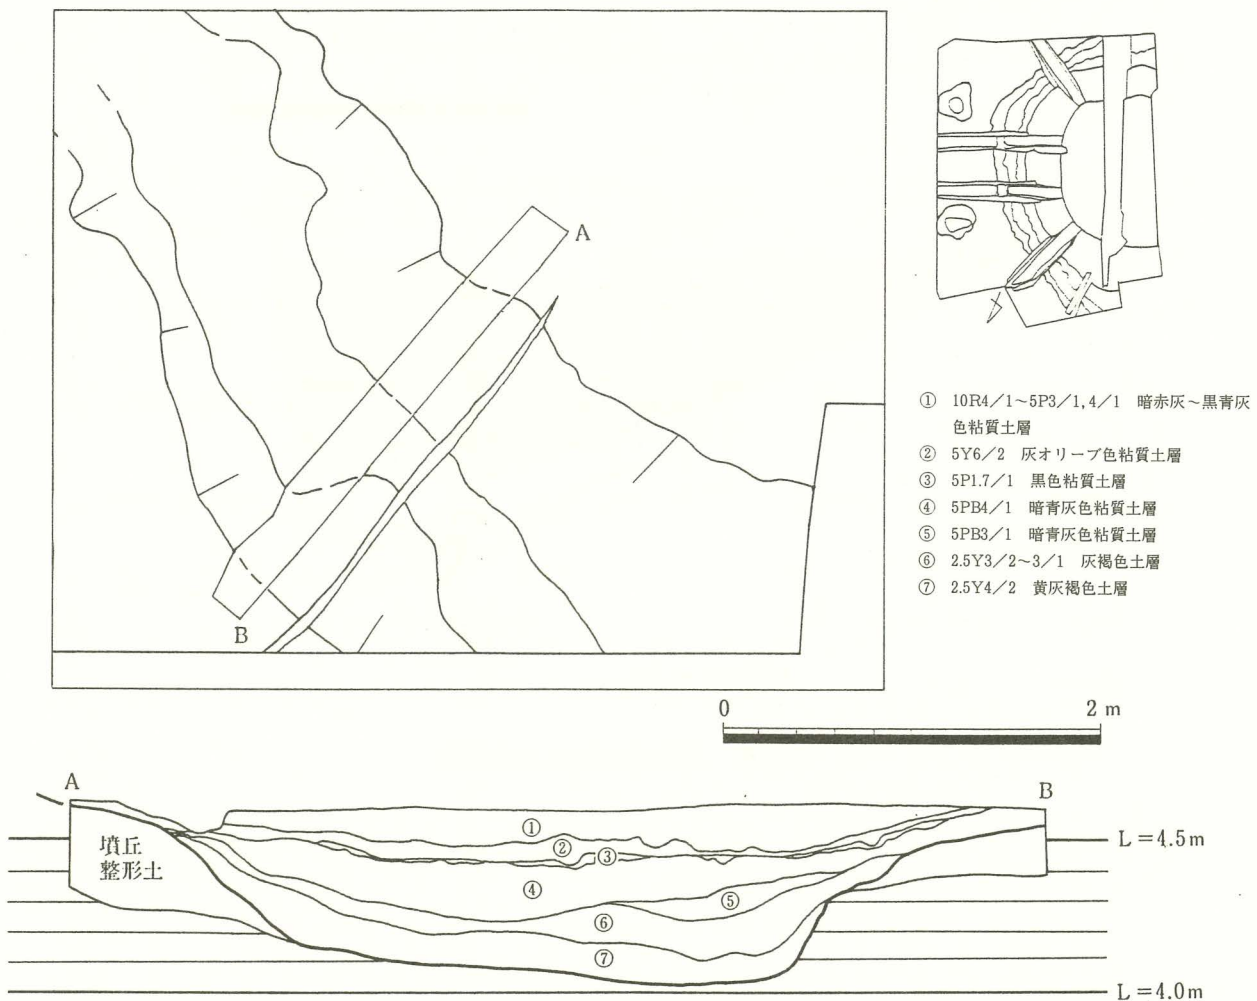 A
B
① 10R4／1～5P3／1, 4／1 暗赤灰～黒青灰
色粘質土層
② 5Y6／2 灰オリーブ色粘質土層
③ 5P1.7／1 黒色粘質土層
④ 5PB4／1 暗青灰色粘質土層
⑤ 5PB3／1 暗青灰色粘質土層
⑥ 2.5Y3／2～3／1 灰褐色土層
⑦ 2.5Y4／2 黄灰褐色土層
0 2 m
A
B
墳丘
整形土
①
②
③
④
⑤
⑥
⑦
L＝4.5m
L＝4.0m